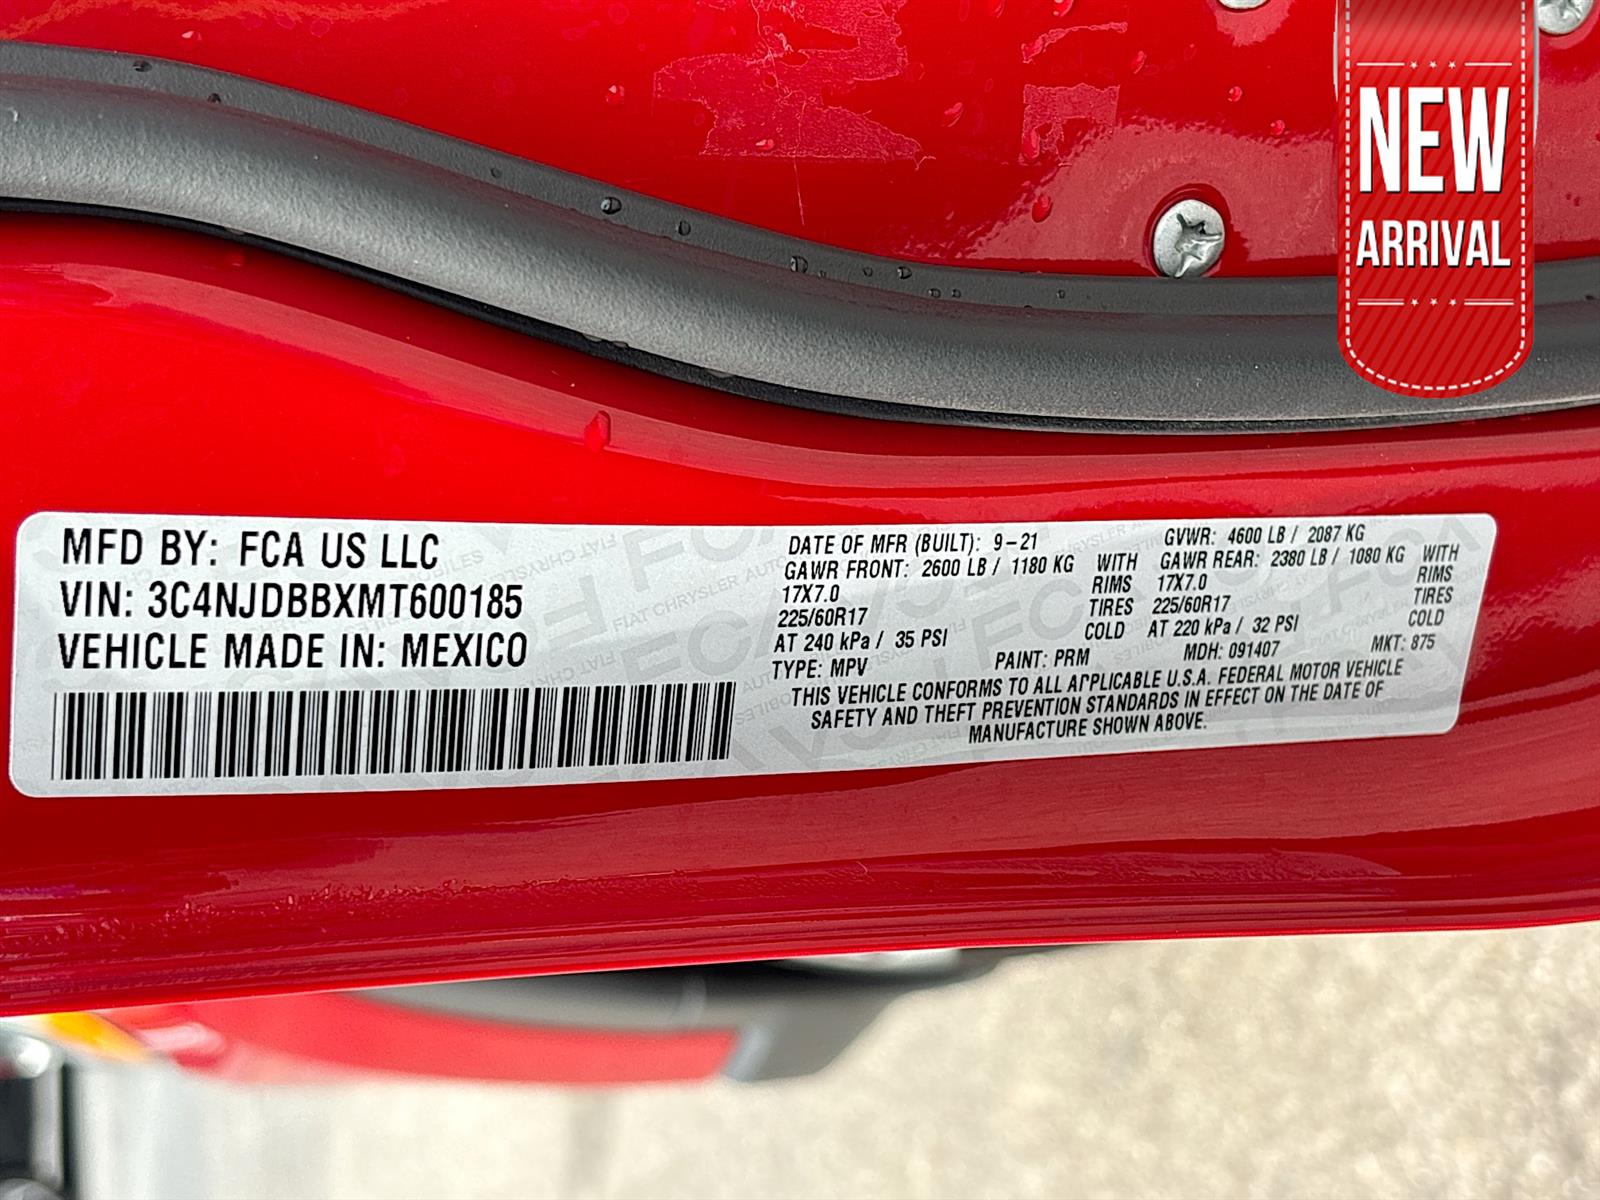 NEW
ARRIVAL
MFD BY: FCA US LLC
VIN: 3C4NJDBBXMT600185
VEHICLE MADE IN: MEXICO
DATE OF MFR (BUILT): 9-21
GAWR FRONT: 2600 LB / 1180 KG WITH
17X7.0 RIMS
225/60R17 TIRES
AT 240 kPa / 35 PSI COLD
TYPE: MPV PAINT: PRM
GVWR: 4600 LB / 2087 KG
GAWR REAR: 2380 LB / 1080 KG WITH
17X7.0 RIMS
225/60R17 TIRES
AT 220 kPa / 32 PSI COLD
MDH: 091407 MKT: 875
THIS VEHICLE CONFORMS TO ALL APPLICABLE U.S.A. FEDERAL MOTOR VEHICLE
SAFETY AND THEFT PREVENTION STANDARDS IN EFFECT ON THE DATE OF
MANUFACTURE SHOWN ABOVE.